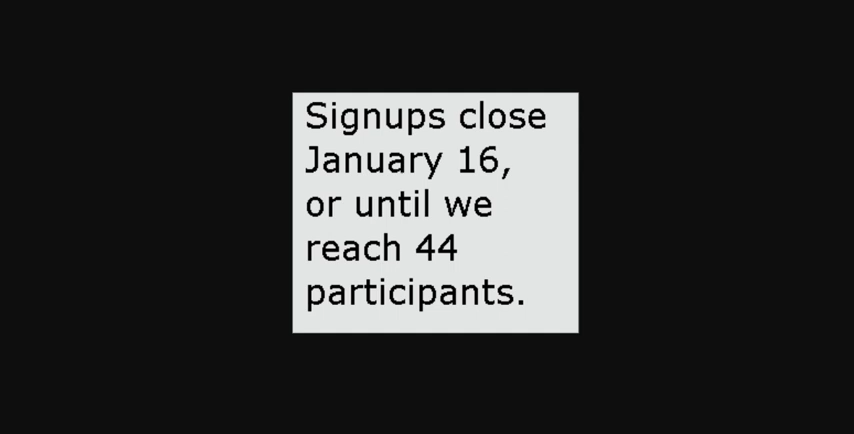 Signups close
January 16,
or until we
reach 44
participants.